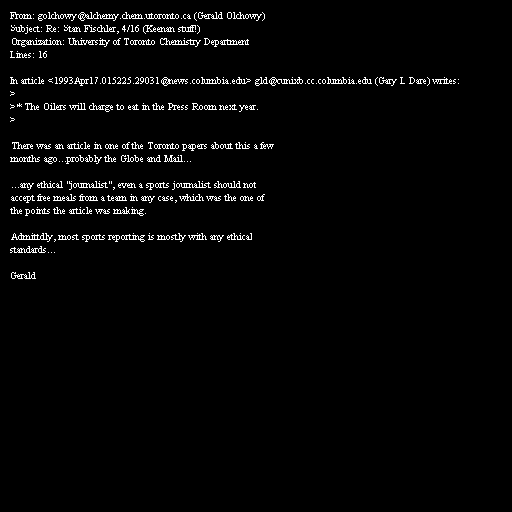 From: golchowy@alchemy.chem.utoronto.ca (Gerald Olchowy)
Subject: Re: Stan Fischler, 4/16 (Keenan stuff!)
Organization: University of Toronto Chemistry Department
Lines: 16

In article <1993Apr17.015225.29031@news.columbia.edu> gld@cunixb.cc.columbia.edu (Gary L Dare) writes:
>
>* The Oilers will charge to eat in the Press Room next year.
>

There was an article in one of the Toronto papers about this a few
months ago...probably the Globe and Mail...

...any ethical "journalist", even a sports journalist should not
accept free meals from a team in any case, which was the one of
the points the article was making.

Admittdly, most sports reporting is mostly with any ethical
standards...

Gerald